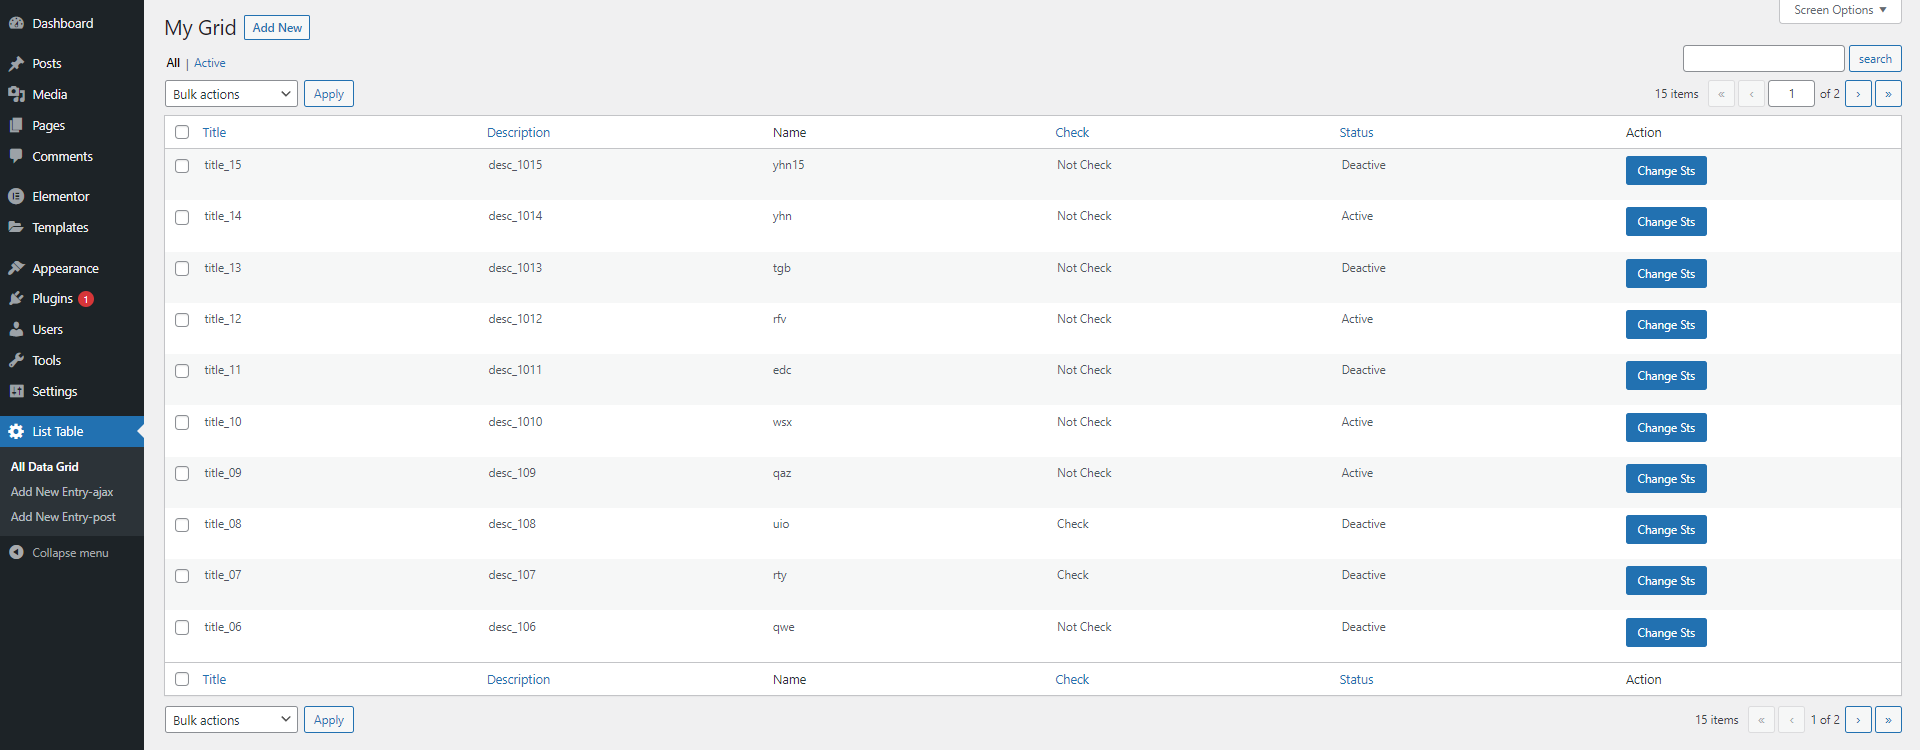 Dashboard
Posts
Media
Pages
Comments
Elementor
Templates
Appearance
Plugins 1
Users
Tools
Settings
List Table
All Data Grid
Add New Entry-ajax
Add New Entry-post
Collapse menu
Screen Options ▼
My Grid Add New
All | Active
search
Bulk actions Apply
15 items « ‹ 1 of 2 › »
Title Description Name Check Status Action
title_15 desc_1015 yhn15 Not Check Deactive Change Sts
title_14 desc_1014 yhn Not Check Active Change Sts
title_13 desc_1013 tgb Not Check Deactive Change Sts
title_12 desc_1012 rfv Not Check Active Change Sts
title_11 desc_1011 edc Not Check Deactive Change Sts
title_10 desc_1010 wsx Not Check Active Change Sts
title_09 desc_109 qaz Not Check Active Change Sts
title_08 desc_108 uio Check Deactive Change Sts
title_07 desc_107 rty Check Deactive Change Sts
title_06 desc_106 qwe Not Check Deactive Change Sts
Title Description Name Check Status Action
Bulk actions Apply
15 items « ‹ 1 of 2 › »